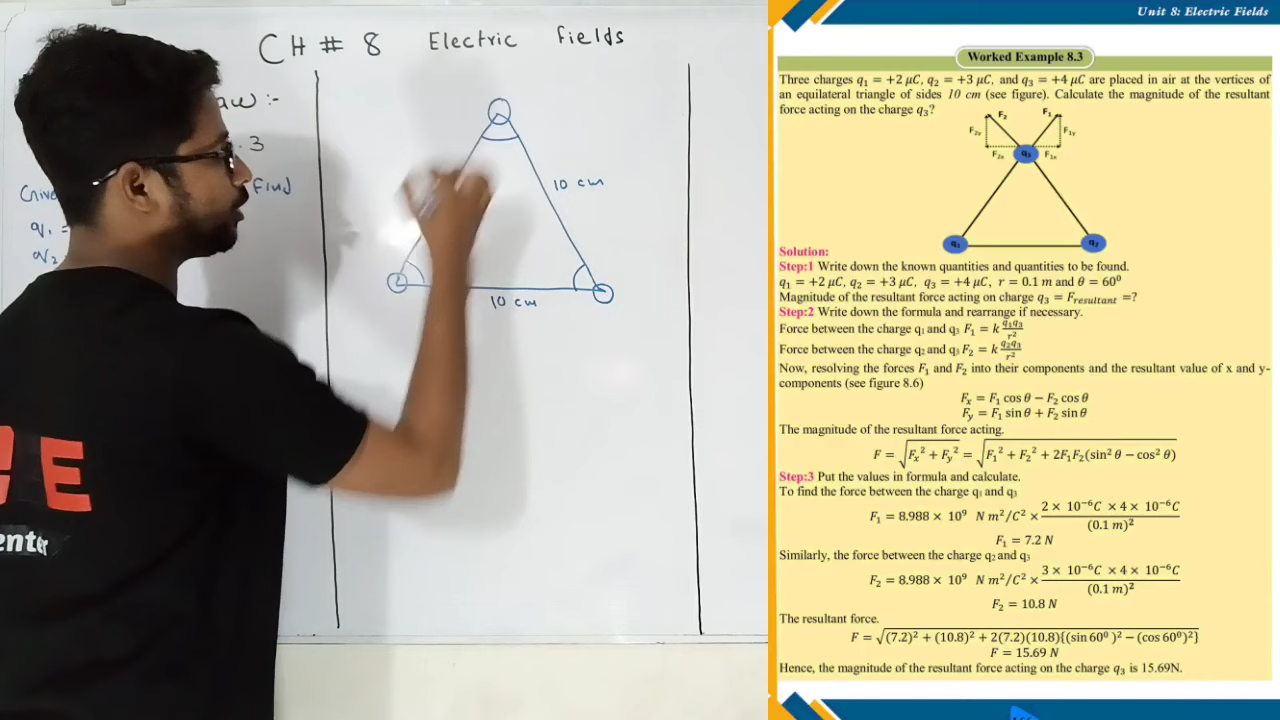 CH # 8 Electric fields
aw :-
. 3
Find
q₁ =
10 cm
10 cm
E
enter
Unit 8: Electric Fields
Worked Example 8.3
Three charges q₁ = +2 μC, q₂ = +3 μC, and q₃ = +4 μC are placed in air at the vertices of
an equilateral triangle of sides 10 cm (see figure). Calculate the magnitude of the resultant
force acting on the charge q₃?
F₂ F₁
F₂y F₁y
F₂x q₃ F₁x
q₁ q₂
Solution:
Step:1 Write down the known quantities and quantities to be found.
q₁ = +2 μC, q₂ = +3 μC, q₃ = +4 μC, r = 0.1 m and θ = 60⁰
Magnitude of the resultant force acting on charge q₃ = F_resultant =?
Step:2 Write down the formula and rearrange if necessary.
Force between the charge q₁ and q₃ F₁ = k q₁q₃/r²
Force between the charge q₂ and q₃ F₂ = k q₂q₃/r²
Now, resolving the forces F₁ and F₂ into their components and the resultant value of x and y-
components (see figure 8.6)
Fₓ = F₁ cos θ − F₂ cos θ
F_y = F₁ sin θ + F₂ sin θ
The magnitude of the resultant force acting.
F = √(Fₓ² + F_y²) = √(F₁² + F₂² + 2F₁F₂(sin² θ − cos² θ))
Step:3 Put the values in formula and calculate.
To find the force between the charge q₁ and q₃
F₁ = 8.988 × 10⁹ N m²/C² × (2 × 10⁻⁶C × 4 × 10⁻⁶C)/(0.1 m)²
F₁ = 7.2 N
Similarly, the force between the charge q₂ and q₃
F₂ = 8.988 × 10⁹ N m²/C² × (3 × 10⁻⁶C × 4 × 10⁻⁶C)/(0.1 m)²
F₂ = 10.8 N
The resultant force.
F = √((7.2)² + (10.8)² + 2(7.2)(10.8){(sin 60⁰ )² − (cos 60⁰)²}
F = 15.69 N
Hence, the magnitude of the resultant force acting on the charge q₃ is 15.69N.